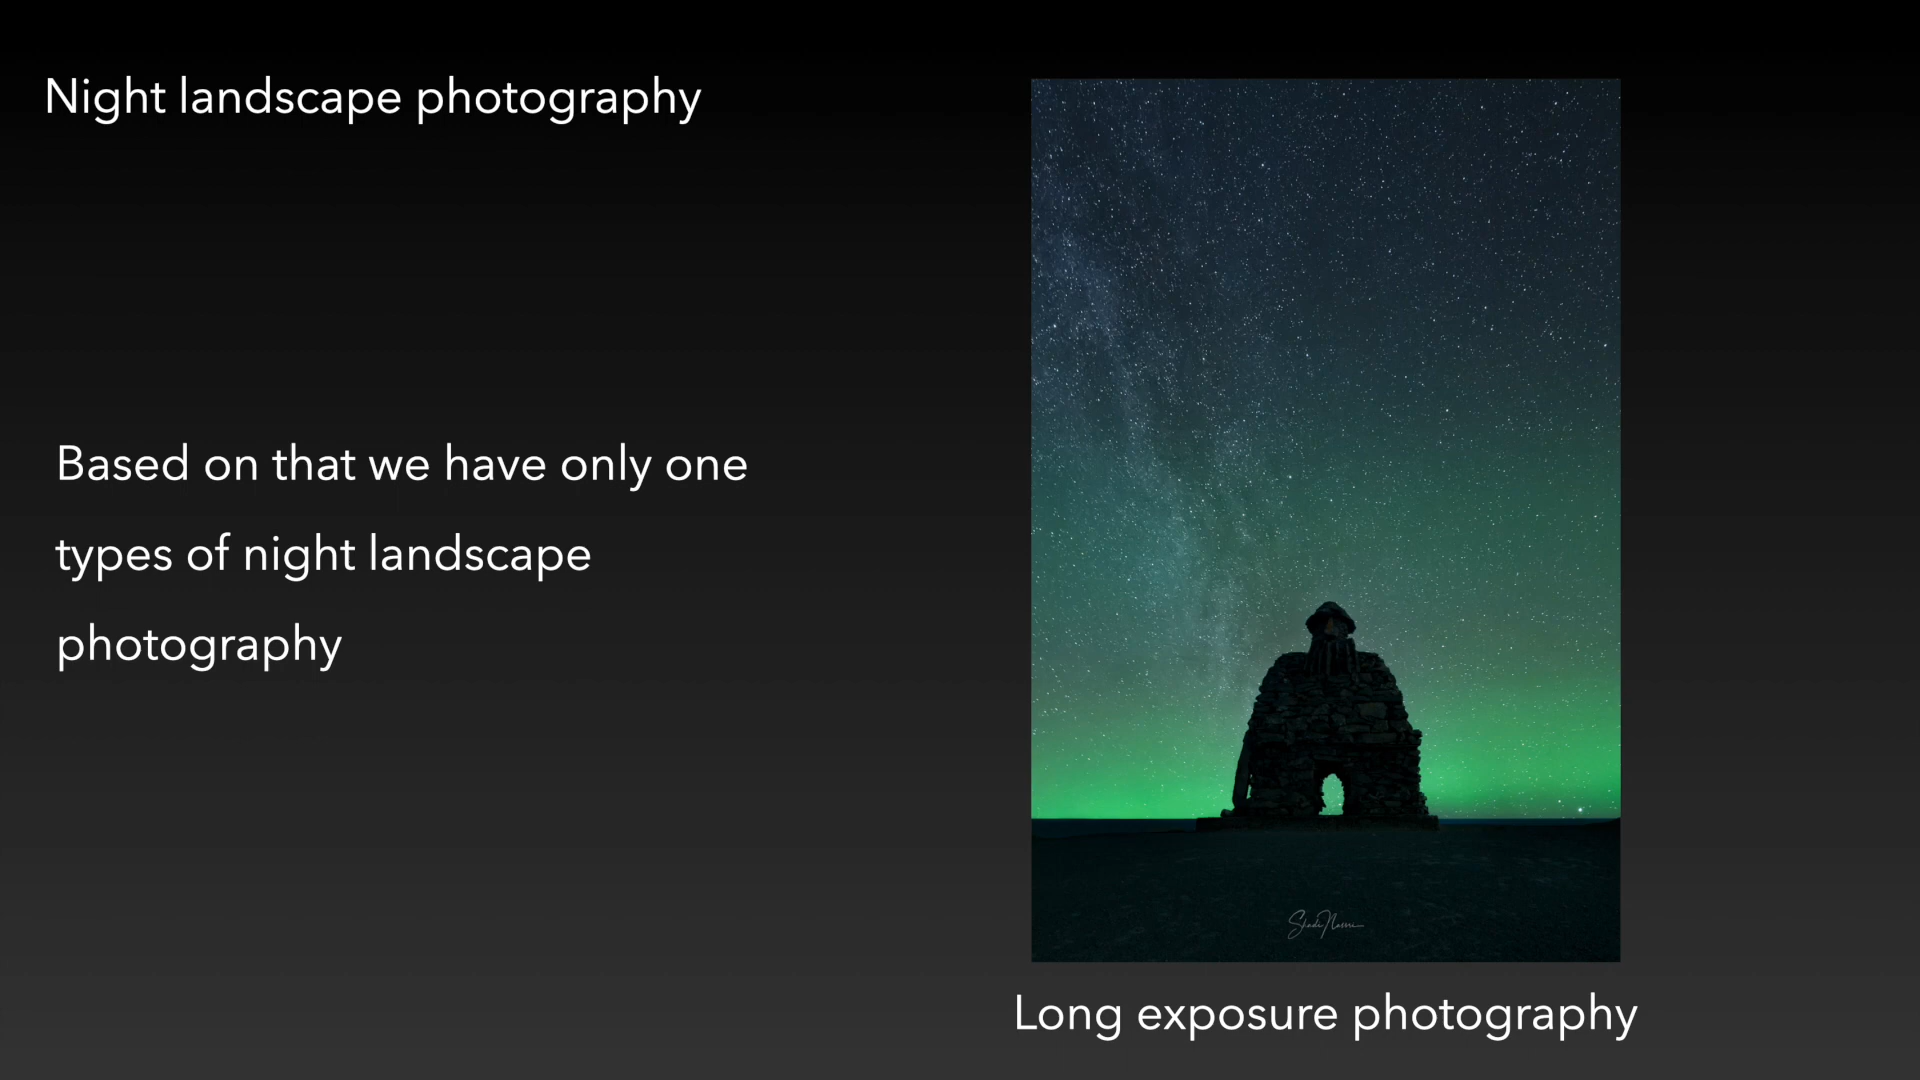 Night landscape photography
Based on that we have only one
types of night landscape
photography
Long exposure photography